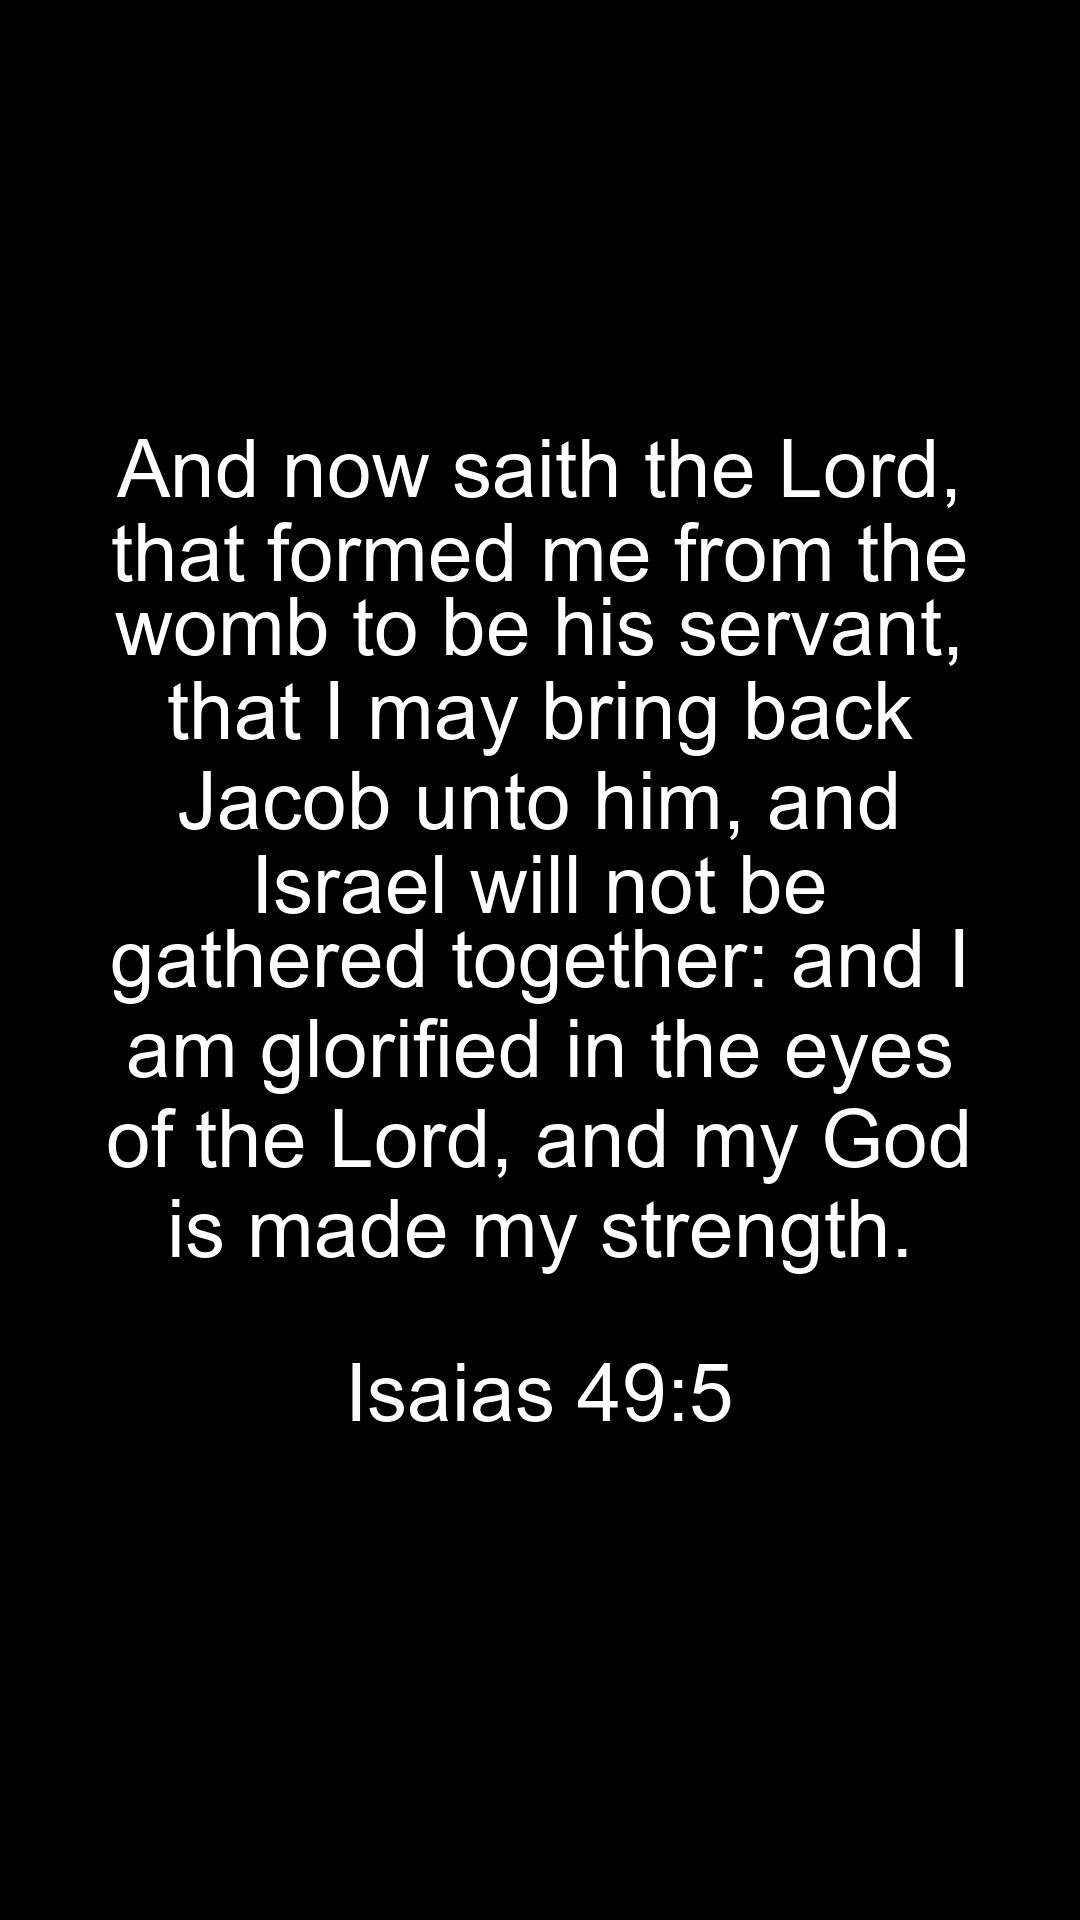 And now saith the Lord,
that formed me from the
womb to be his servant,
that I may bring back
Jacob unto him, and
Israel will not be
gathered together: and I
am glorified in the eyes
of the Lord, and my God
is made my strength.
Isaias 49:5